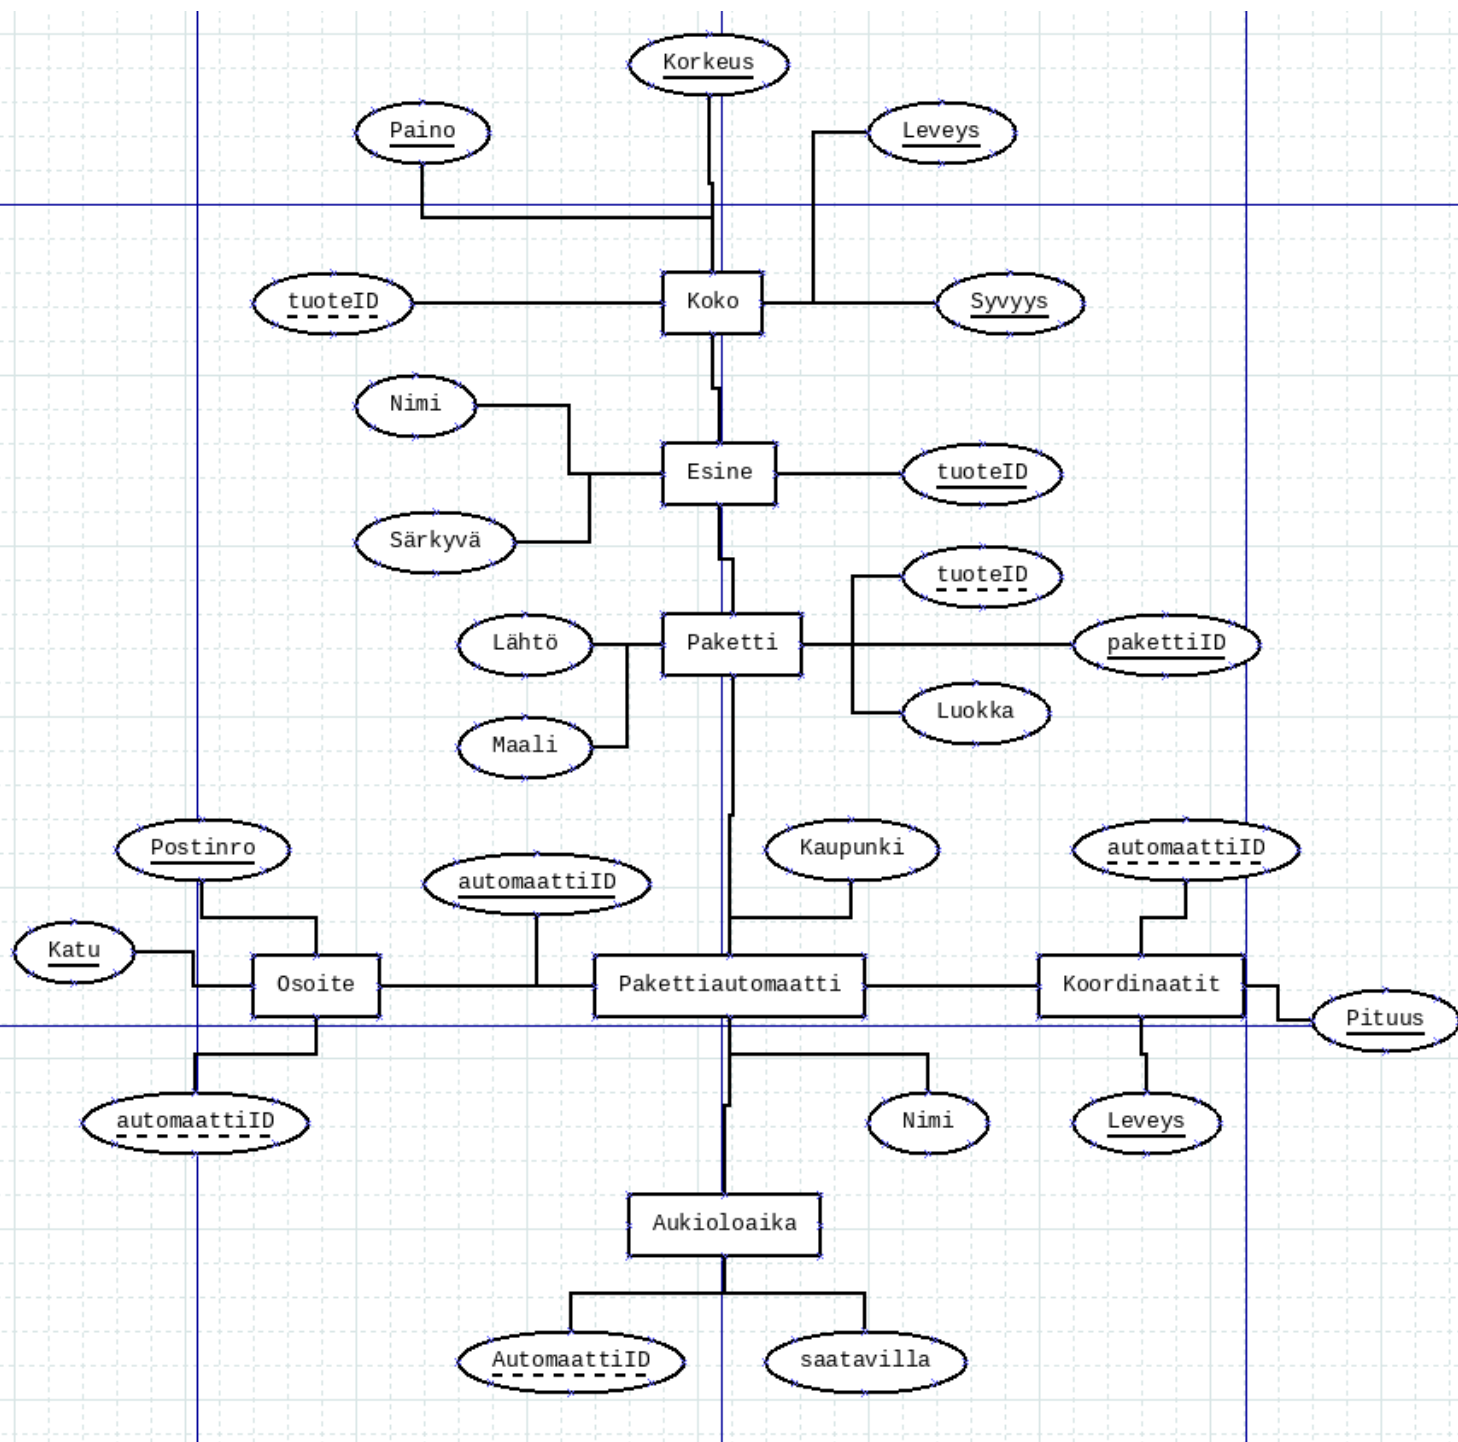 Korkeus
Paino
Leveys
tuoteID
Koko
Syvyys
Nimi
Esine
tuoteID
Särkyvä
tuoteID
Lähtö
Paketti
pakettiID
Luokka
Maali
Postinro
Kaupunki
automaattiID
automaattiID
Katu
Osoite
Pakettiautomaatti
Koordinaatit
Pituus
automaattiID
Nimi
Leveys
Aukioloaika
AutomaattiID
saatavilla